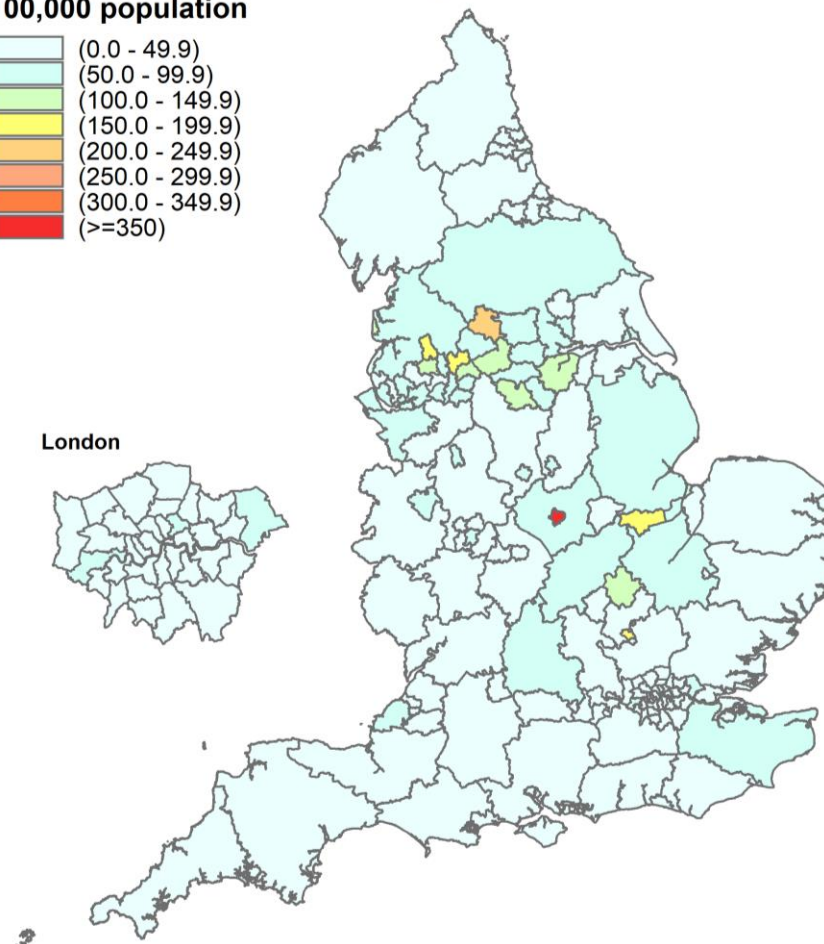 00,000 population
(0.0 - 49.9)
(50.0 - 99.9)
(100.0 - 149.9)
(150.0 - 199.9)
(200.0 - 249.9)
(250.0 - 299.9)
(300.0 - 349.9)
(>=350)
London